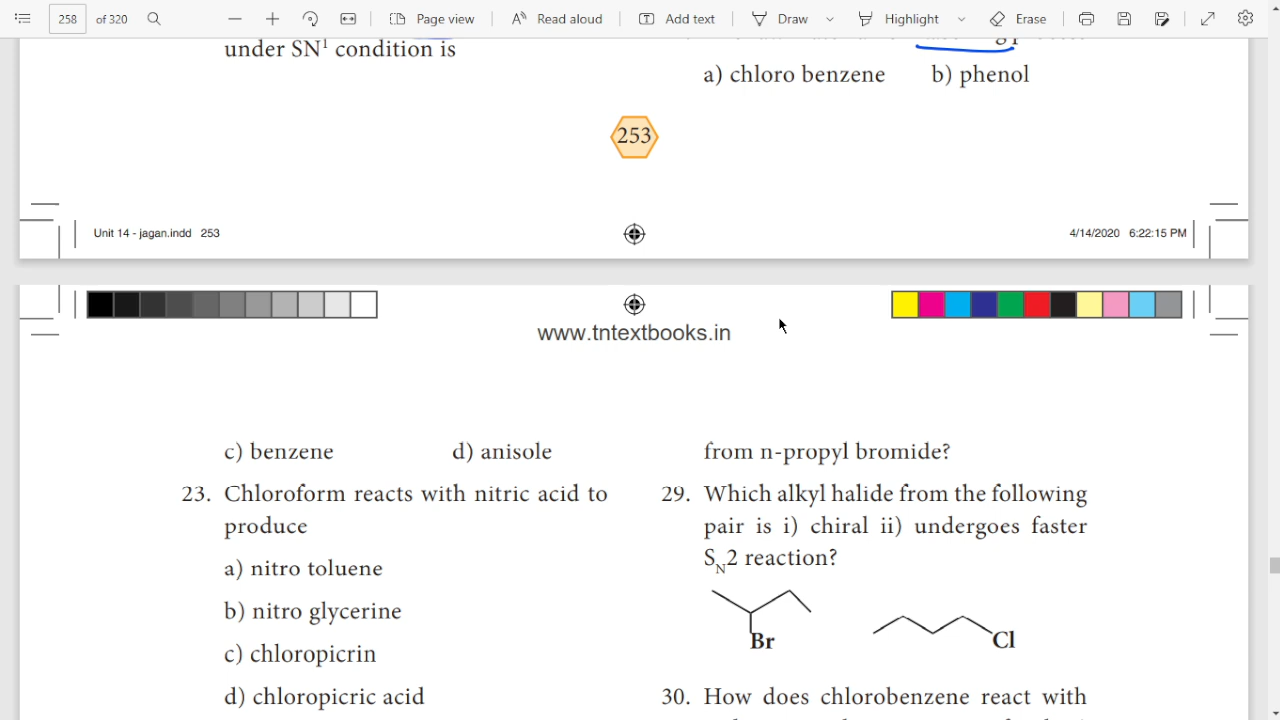 258 of 320 Page view Read aloud Add text Draw Highlight Erase
under SN¹ condition is
a) chloro benzene b) phenol
253
Unit 14 - jagan.indd 253 4/14/2020 6:22:15 PM
www.tntextbooks.in
c) benzene d) anisole
23. Chloroform reacts with nitric acid to
produce
a) nitro toluene
b) nitro glycerine
c) chloropicrin
d) chloropicric acid
from n-propyl bromide?
29. Which alkyl halide from the following
pair is i) chiral ii) undergoes faster
SN2 reaction?
Br
Cl
30. How does chlorobenzene react with